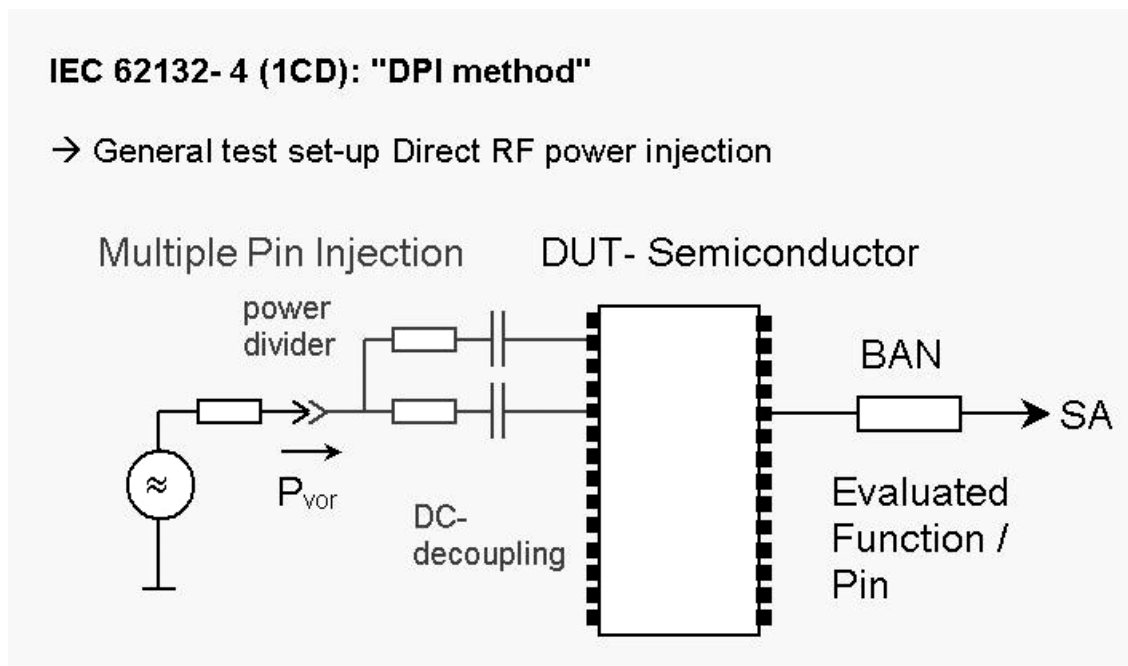 IEC 62132- 4 (1CD): "DPI method"
→ General test set-up Direct RF power injection
Multiple Pin Injection
DUT- Semiconductor
power
divider
BAN
SA
≈
Pvor
DC-
decoupling
Evaluated
Function /
Pin